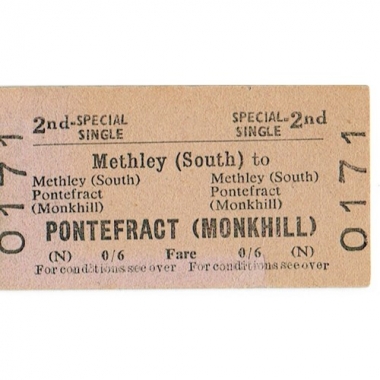 2nd-SPECIAL SINGLE SPECIAL-2nd SINGLE
Methley (South) to
Methley (South) Methley (South)
Pontefract Pontefract
(Monkhill) (Monkhill)
PONTEFRACT (MONKHILL)
(N) 0/6 Fare 0/6 (N)
For conditions see over For conditions see over
0171
0171